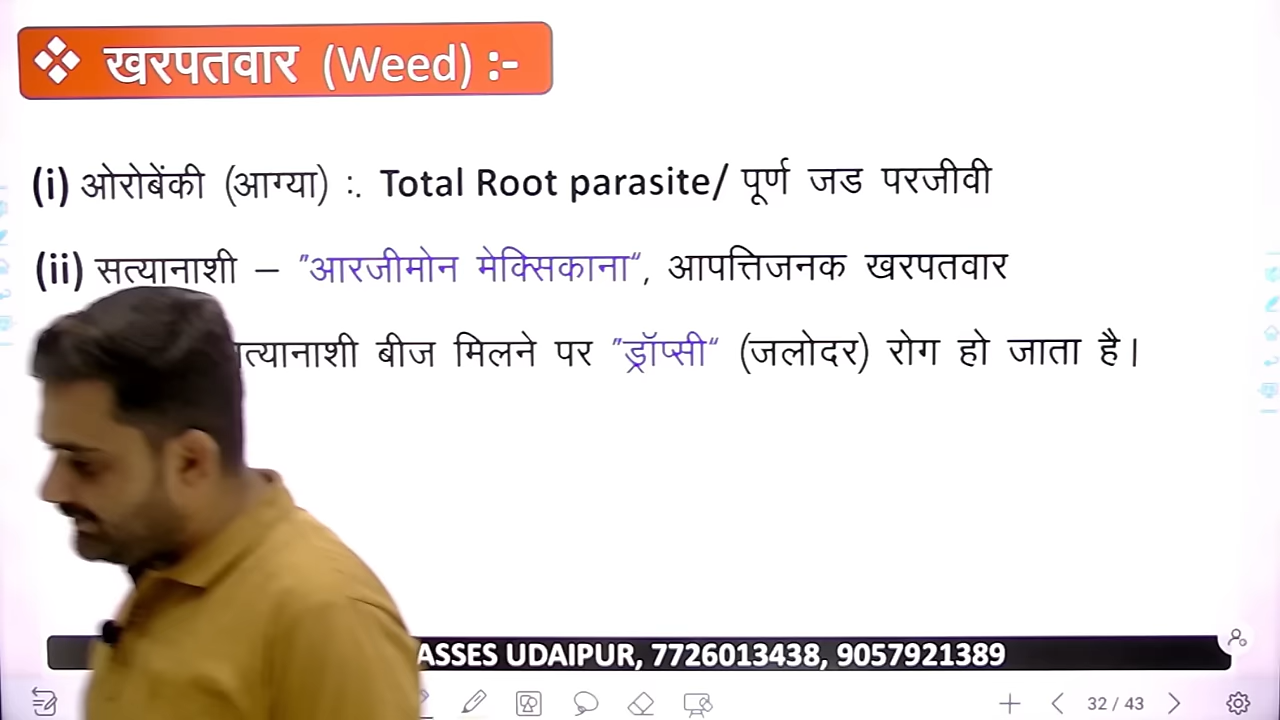 ❖ खरपतवार (Weed) :-
(i) ओरोबेंकी (आग्या) :. Total Root parasite/ पूर्ण जड परजीवी
(ii) सत्यानाशी – "आरजीमोन मेक्सिकाना", आपत्तिजनक खरपतवार
बीज मिलने पर "ड्रॉप्सी" (जलोदर) रोग हो जाता है।
UDAIPUR, 7726013438, 9057921389
32 / 43